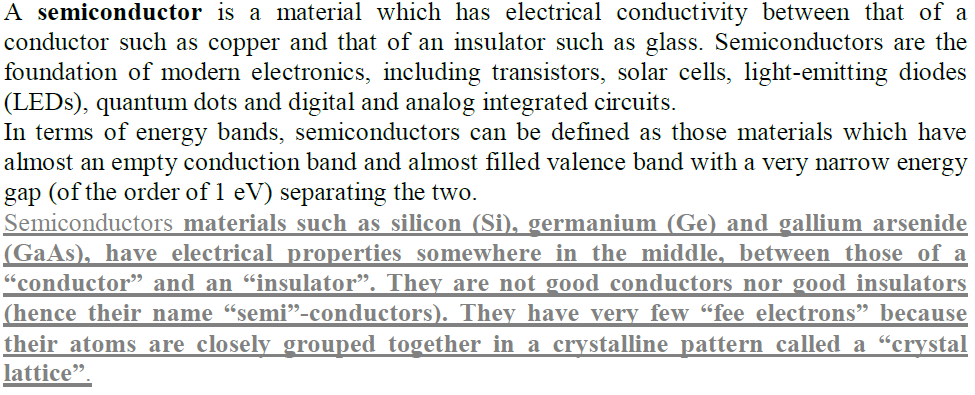 A semiconductor is a material which has electrical conductivity between that of a
conductor such as copper and that of an insulator such as glass. Semiconductors are the
foundation of modern electronics, including transistors, solar cells, light-emitting diodes
(LEDs), quantum dots and digital and analog integrated circuits.
In terms of energy bands, semiconductors can be defined as those materials which have
almost an empty conduction band and almost filled valence band with a very narrow energy
gap (of the order of 1 eV) separating the two.
Semiconductors materials such as silicon (Si), germanium (Ge) and gallium arsenide
(GaAs), have electrical properties somewhere in the middle, between those of a
“conductor” and an “insulator”. They are not good conductors nor good insulators
(hence their name “semi”-conductors). They have very few “fee electrons” because
their atoms are closely grouped together in a crystalline pattern called a “crystal
lattice”.